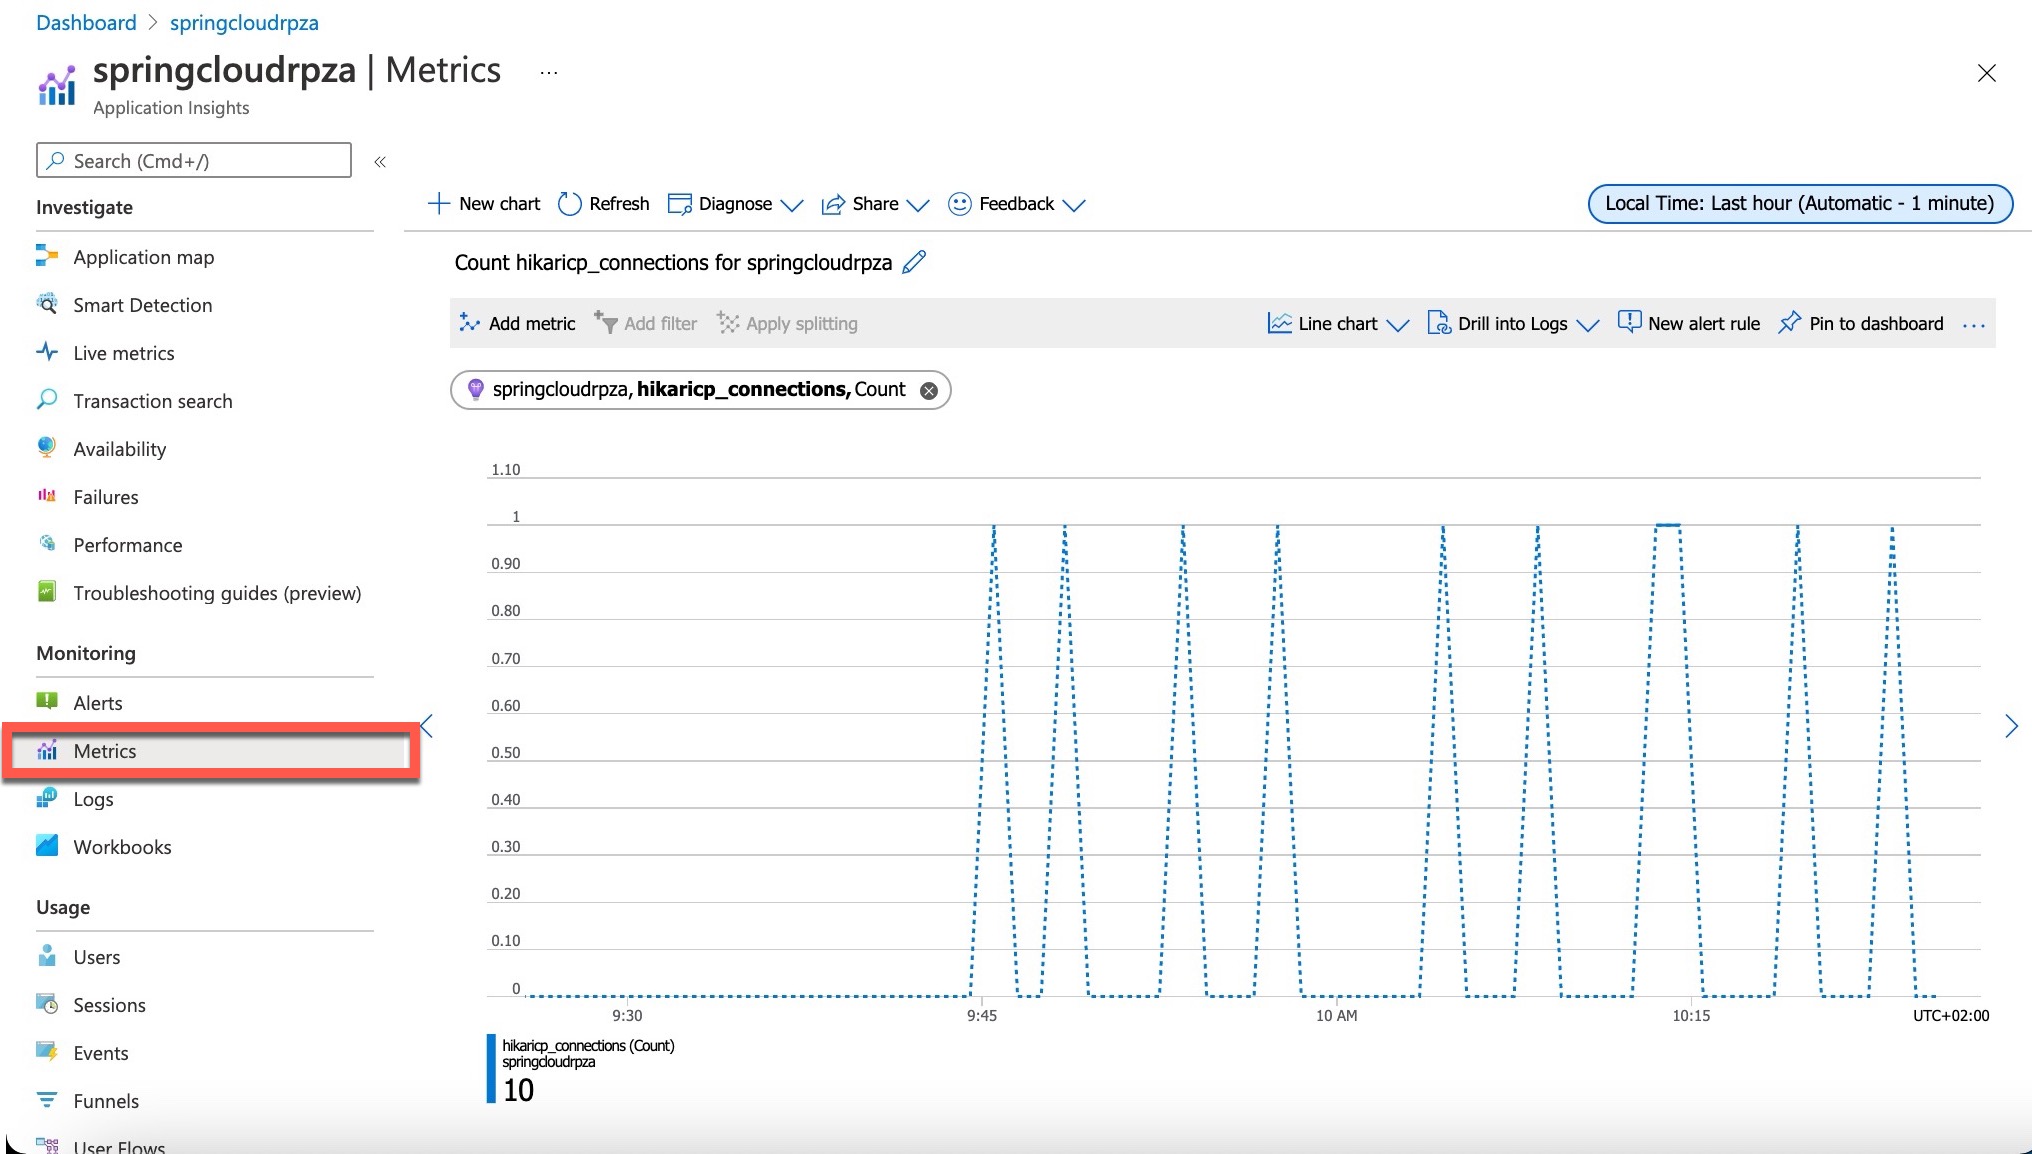 Dashboard > springcloudrpza
springcloudrpza | Metrics ...
Application Insights
Search (Cmd+/) «
Investigate
Application map
Smart Detection
Live metrics
Transaction search
Availability
Failures
Performance
Troubleshooting guides (preview)
Monitoring
Alerts
Metrics
Logs
Workbooks
Usage
Users
Sessions
Events
Funnels
User Flows
New chart Refresh Diagnose Share Feedback Local Time: Last hour (Automatic - 1 minute)
Count hikaricp_connections for springcloudrpza
Add metric Add filter Apply splitting Line chart Drill into Logs New alert rule Pin to dashboard ...
springcloudrpza, hikaricp_connections, Count
1.10
1
0.90
0.80
0.70
0.60
0.50
0.40
0.30
0.20
0.10
0
9:30 9:45 10 AM 10:15 UTC+02:00
hikaricp_connections (Count)
springcloudrpza
10